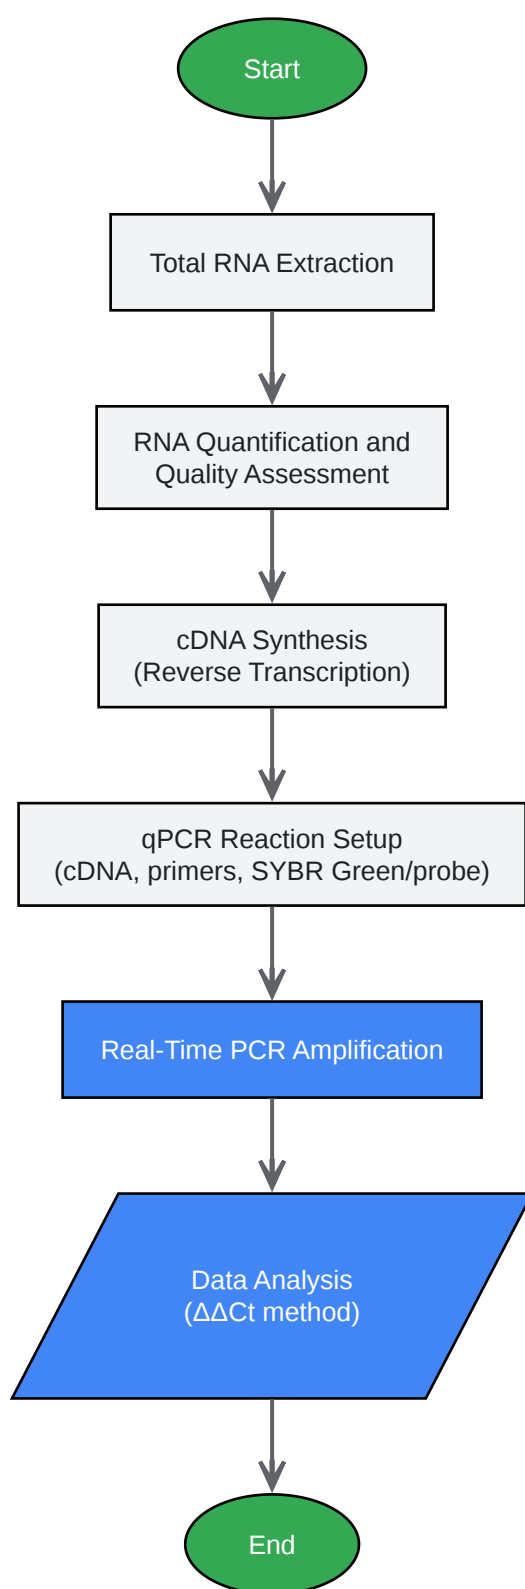 Start
Total RNA Extraction
RNA Quantification and
Quality Assessment
cDNA Synthesis
(Reverse Transcription)
qPCR Reaction Setup
(cDNA, primers, SYBR Green/probe)
Real-Time PCR Amplification
Data Analysis
(ΔΔCt method)
End